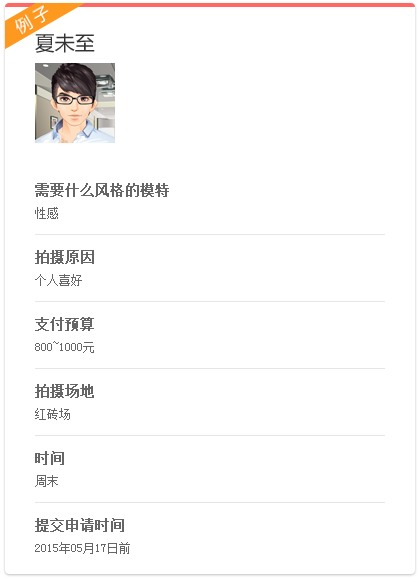 例子
夏未至
需要什么风格的模特
性感
拍摄原因
个人喜好
支付预算
800~1000元
拍摄场地
红砖场
时间
周末
提交申请时间
2015年05月17日前